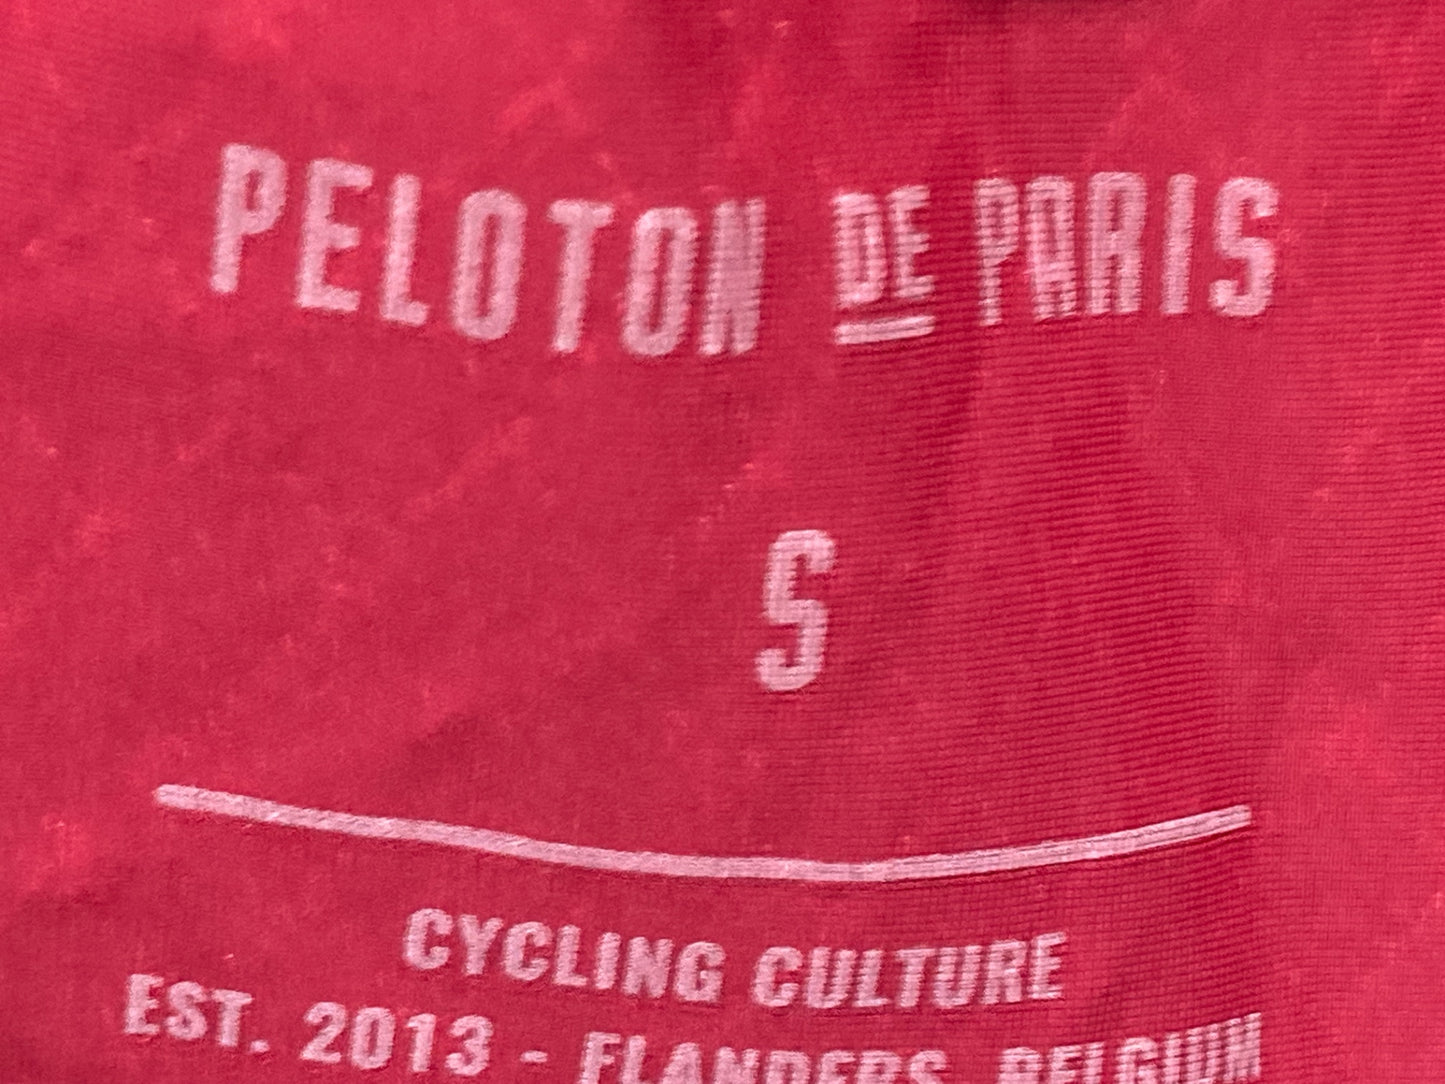 PELOTON DE PARIS
S
CYCLING CULTURE
EST. 2013 - FLANDERS, BELGIUM